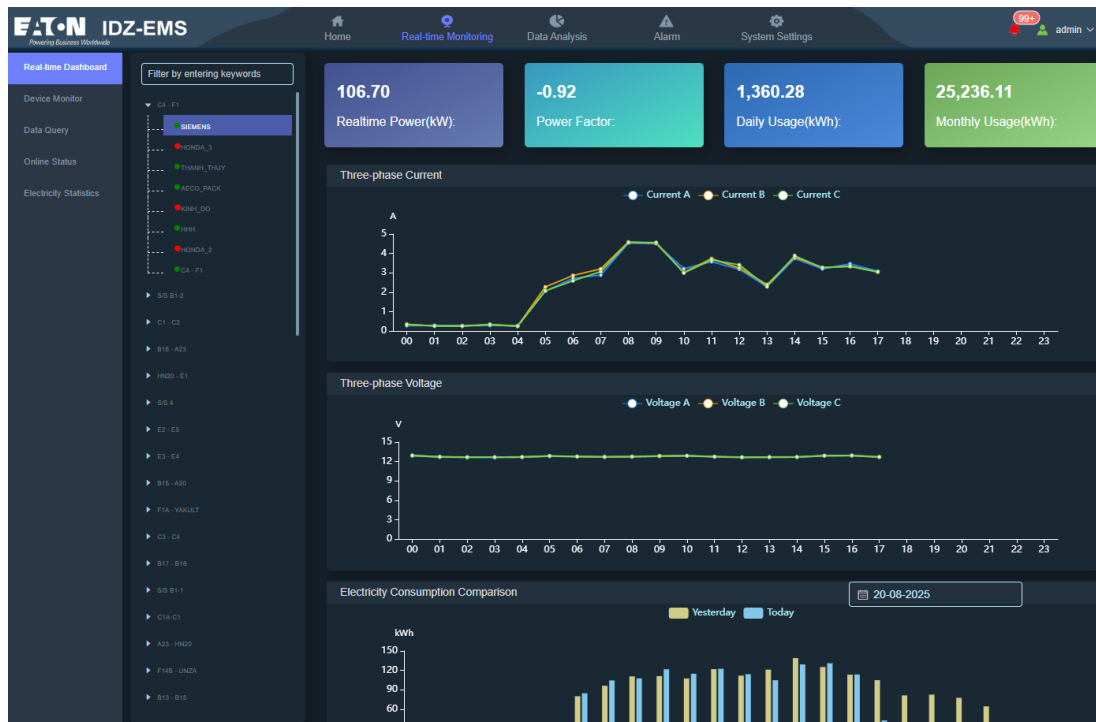 EATON IDZ-EMS
Powering Business Worldwide
Home
Real-time Monitoring
Data Analysis
Alarm
System Settings
99+
admin
Real-time Dashboard
Device Monitor
Data Query
Online Status
Electricity Statistics
Filter by entering keywords
C4 - F1
SIEMENS
HONDA_3
THANH_THUY
AECO_PACK
KINH_DO
HHH
HONDA_2
C4 - F1
S/S B1-2
C1 - C2
B16 - A23
HN20 - E1
S/S 4
E2 - E5
E3 - E4
B15 - A20
F1A - YAKULT
C3 - C4
B17 - B16
S/S B1-1
C1A-C1
A23 - HN20
F14B - UNZA
B13 - B15
106.70
Realtime Power(kW):
-0.92
Power Factor:
1,360.28
Daily Usage(kWh):
25,236.11
Monthly Usage(kWh):
Three-phase Current
Current A Current B Current C
A
5
4
3
2
1
0
00 01 02 03 04 05 06 07 08 09 10 11 12 13 14 15 16 17 18 19 20 21 22 23
Three-phase Voltage
Voltage A Voltage B Voltage C
V
15
12
9
6
3
0
00 01 02 03 04 05 06 07 08 09 10 11 12 13 14 15 16 17 18 19 20 21 22 23
Electricity Consumption Comparison
20-08-2025
Yesterday Today
kWh
150
120
90
60